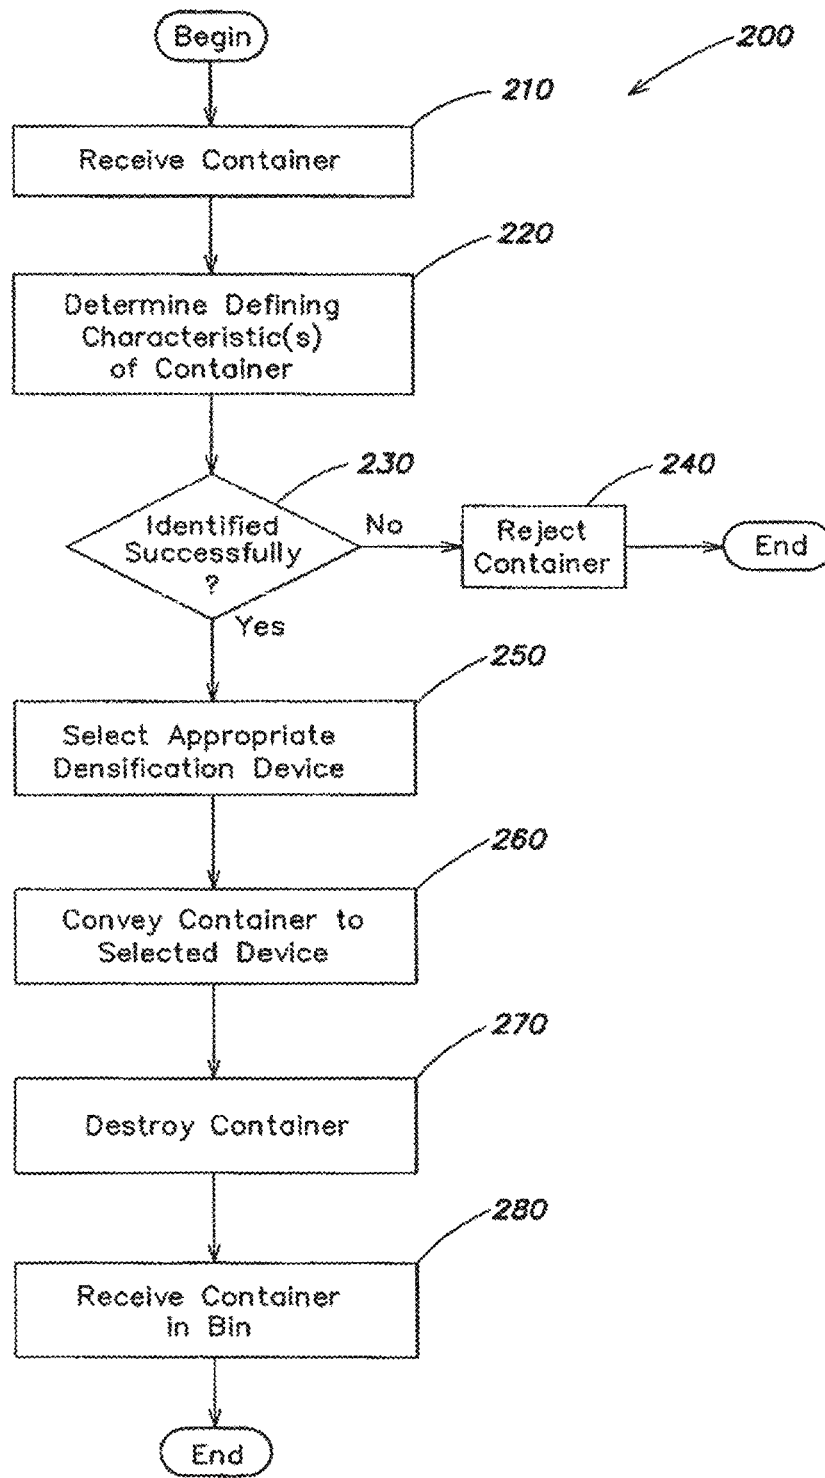 Begin
200
210
Receive Container
220
Determine Defining
Characteristic(s)
of Container
230
Identified
Successfully
?
No
240
Reject
Container
End
Yes
250
Select Appropriate
Densification Device
260
Convey Container to
Selected Device
270
Destroy Container
280
Receive Container
in Bin
End